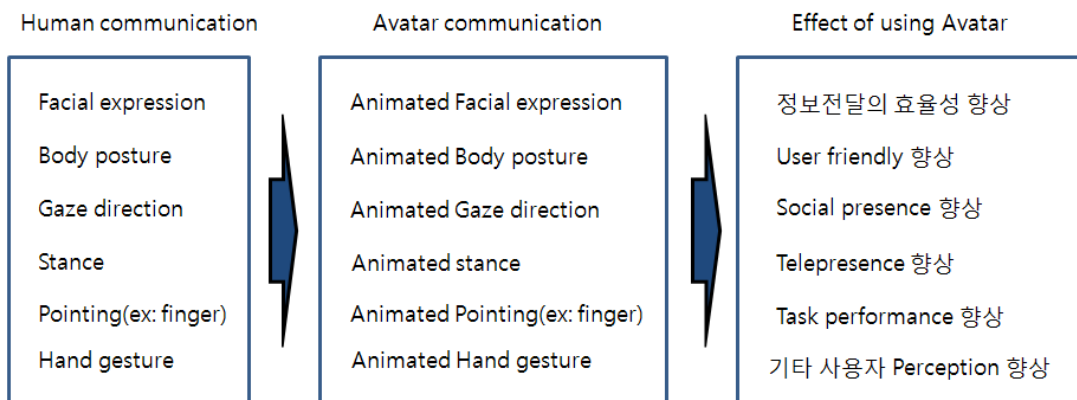 Human communication
Facial expression
Body posture
Gaze direction
Stance
Pointing(ex: finger)
Hand gesture
Avatar communication
Animated Facial expression
Animated Body posture
Animated Gaze direction
Animated stance
Animated Pointing(ex: finger)
Animated Hand gesture
Effect of using Avatar
정보전달의 효율성 향상
User friendly 향상
Social presence 향상
Telepresence 향상
Task performance 향상
기타 사용자 Perception 향상